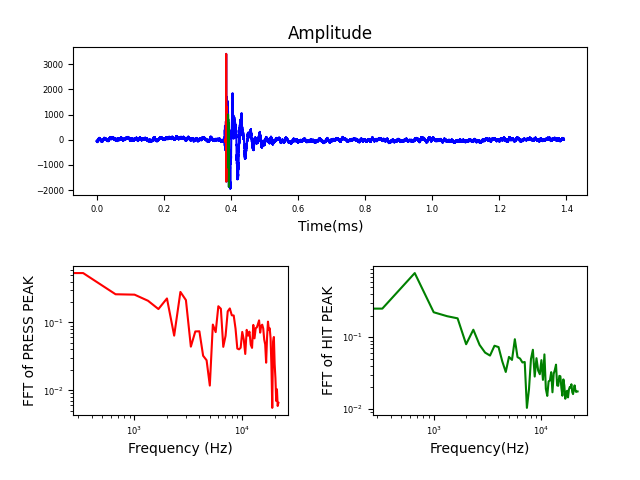 Amplitude
3000
2000
1000
0
−1000
−2000
0.0 0.2 0.4 0.6 0.8 1.0 1.2 1.4
Time(ms)
FFT of PRESS PEAK
10⁻¹
10⁻²
10³ 10⁴
Frequency (Hz)
FFT of HIT PEAK
10⁻¹
10⁻²
10³ 10⁴
Frequency(Hz)